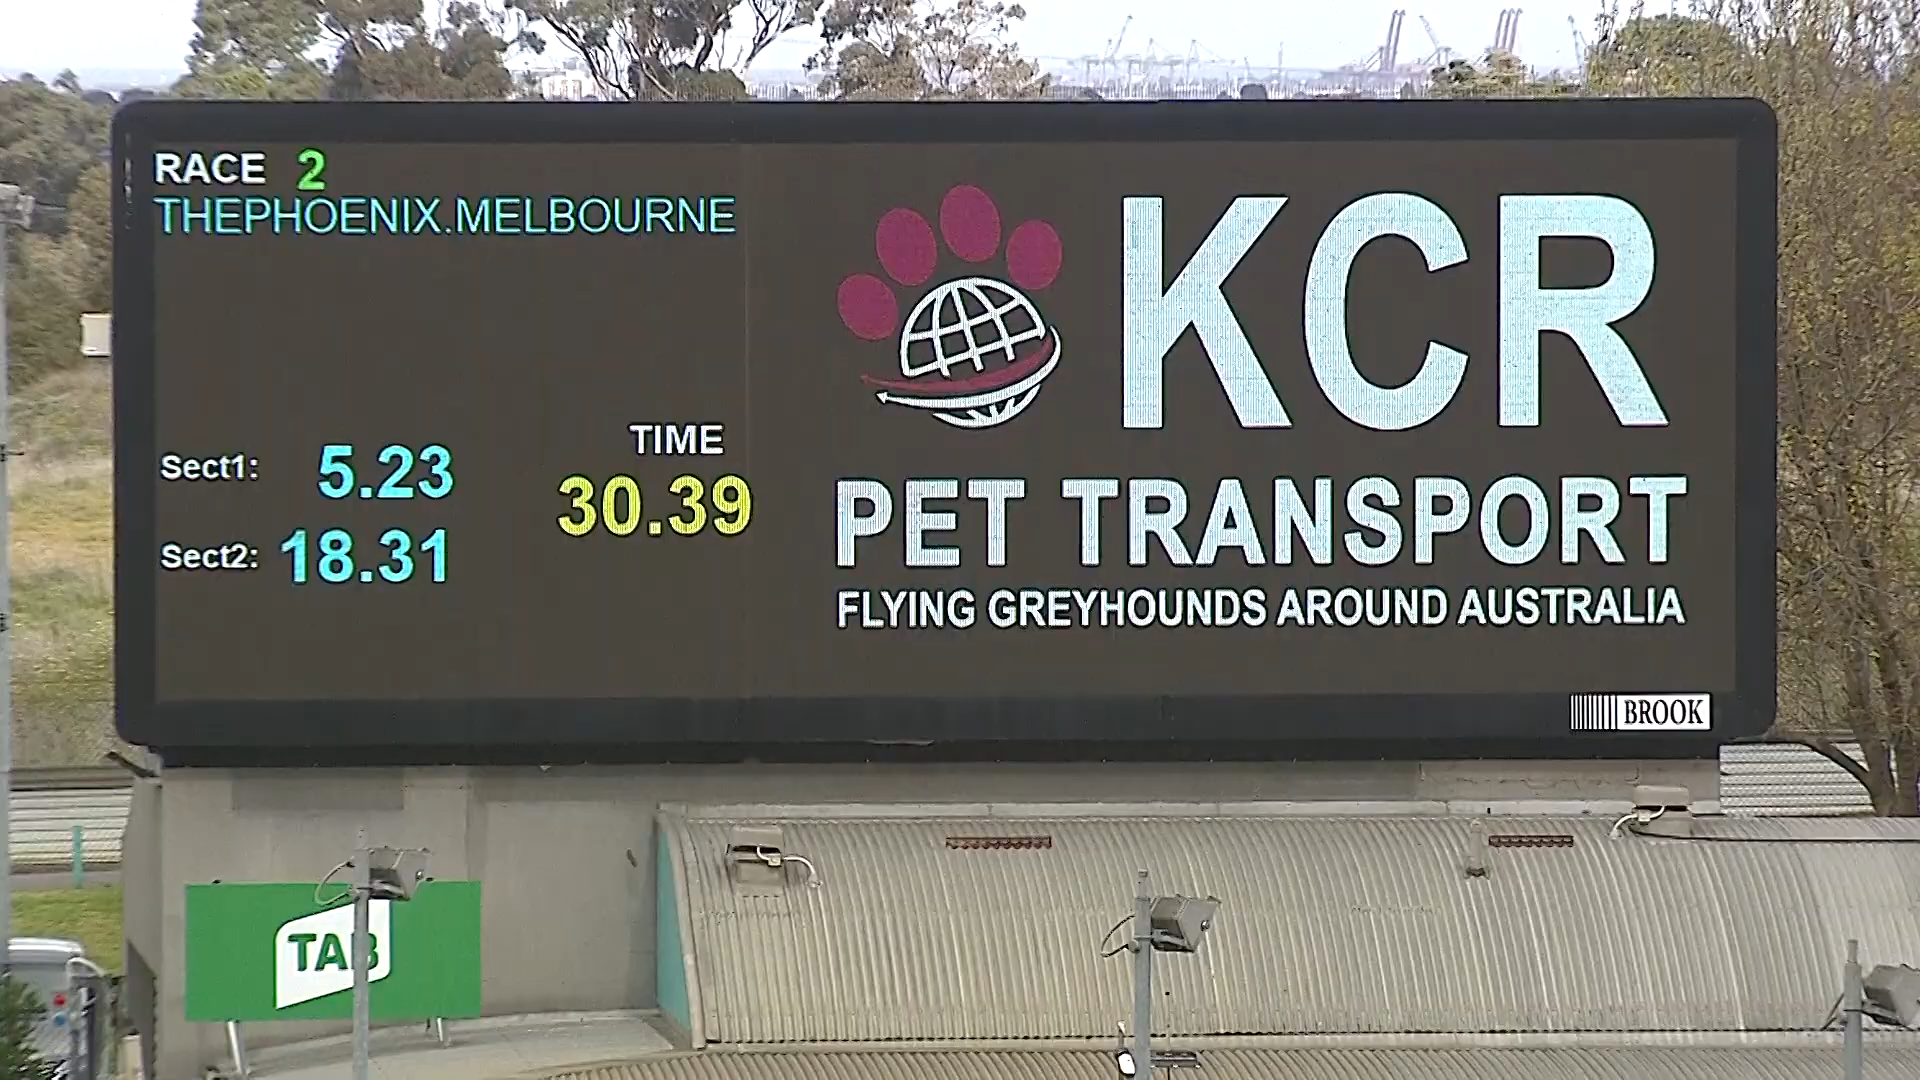 RACE 2
THEPHOENIX.MELBOURNE
TIME
Sect1: 5.23
30.39
Sect2: 18.31
KCR
PET TRANSPORT
FLYING GREYHOUNDS AROUND AUSTRALIA
BROOK
TAB